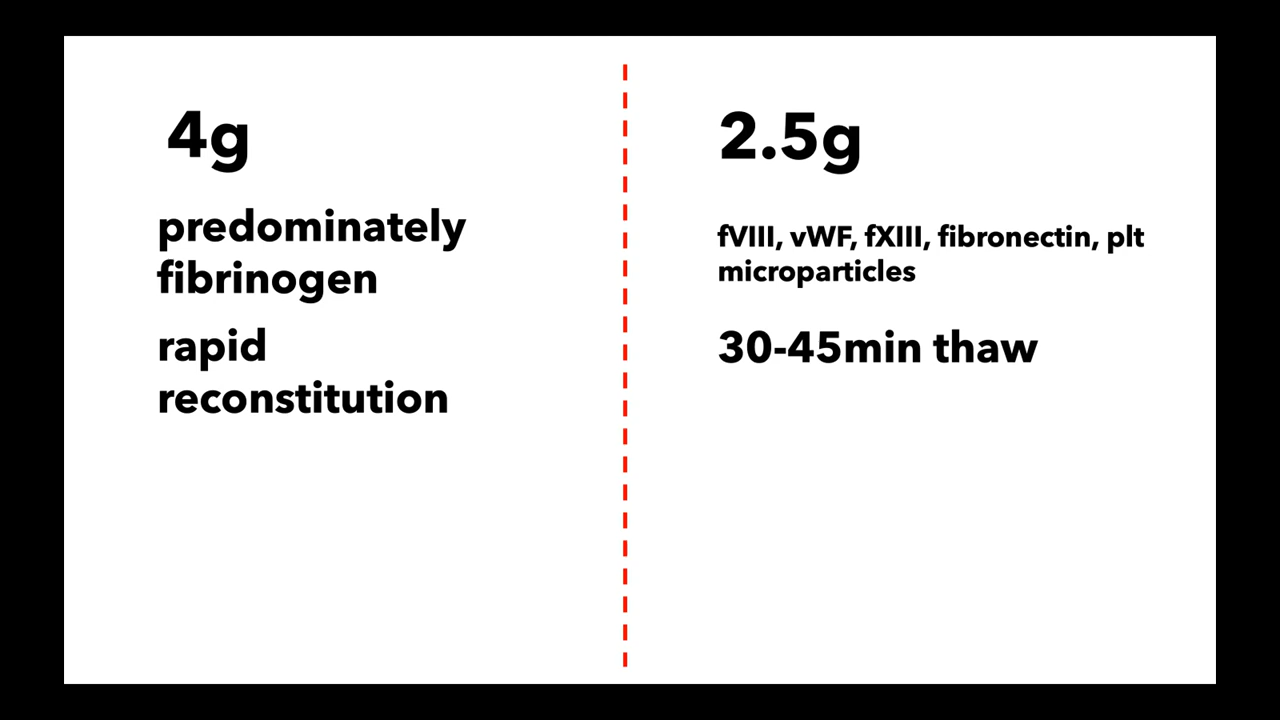 4g
predominately
fibrinogen
rapid
reconstitution
2.5g
fVIII, vWF, fXIII, fibronectin, plt
microparticles
30-45min thaw